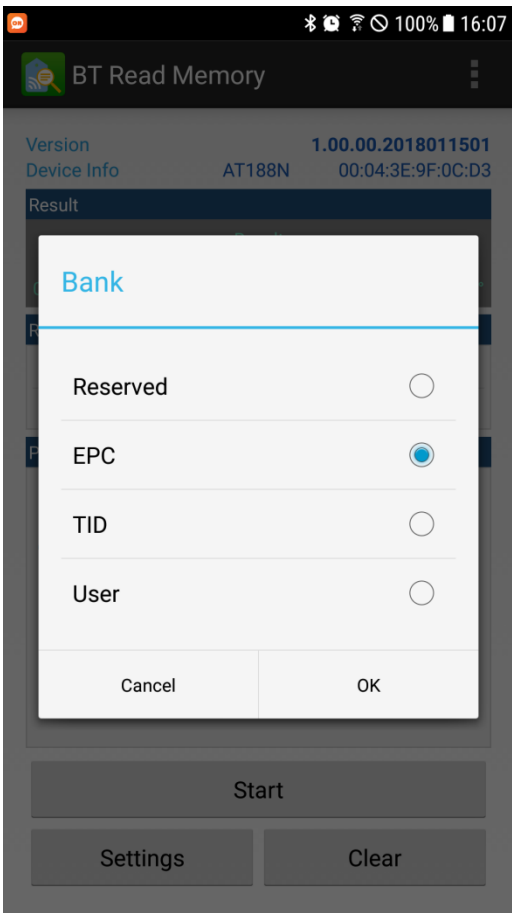 100% 16:07
BT Read Memory
Version 1.00.00.2018011501
Device Info AT188N 00:04:3E:9F:0C:D3
Result
Bank
Reserved
EPC
TID
User
Cancel OK
Start
Settings Clear